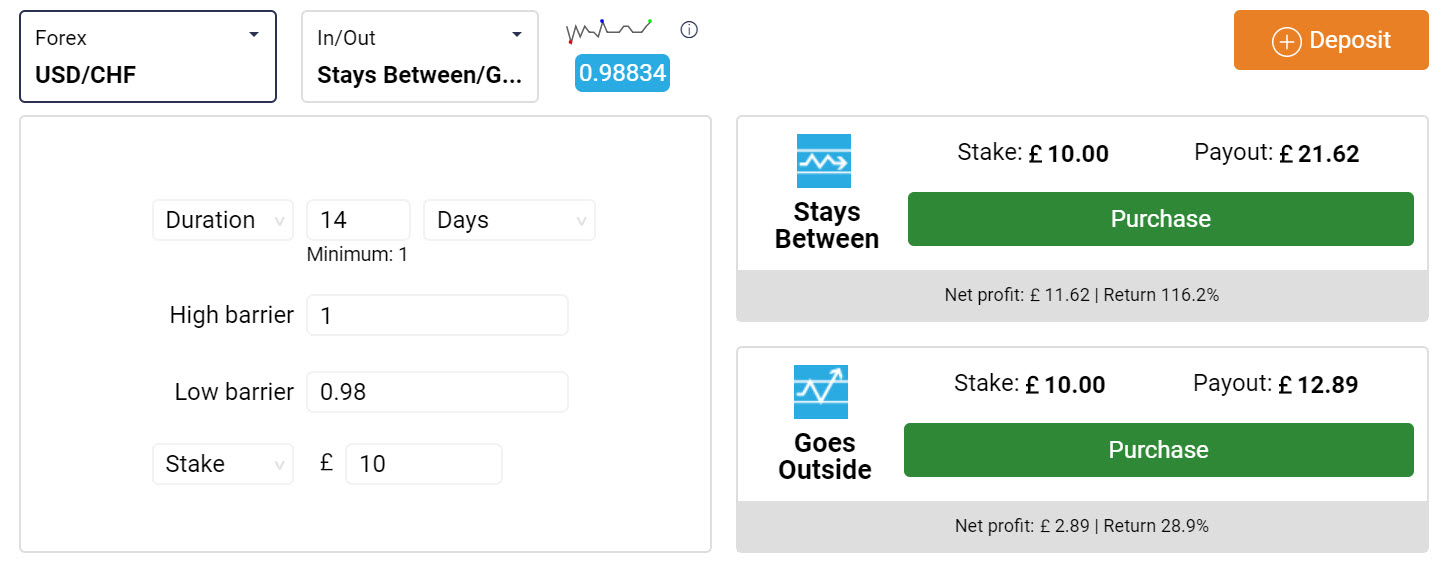 Forex
USD/CHF
In/Out
Stays Between/G...
0.98834
Deposit
Duration 14 Days
Minimum: 1
High barrier 1
Low barrier 0.98
Stake £ 10
Stays
Between
Stake: £ 10.00 Payout: £ 21.62
Purchase
Net profit: £ 11.62 | Return 116.2%
Goes
Outside
Stake: £ 10.00 Payout: £ 12.89
Purchase
Net profit: £ 2.89 | Return 28.9%